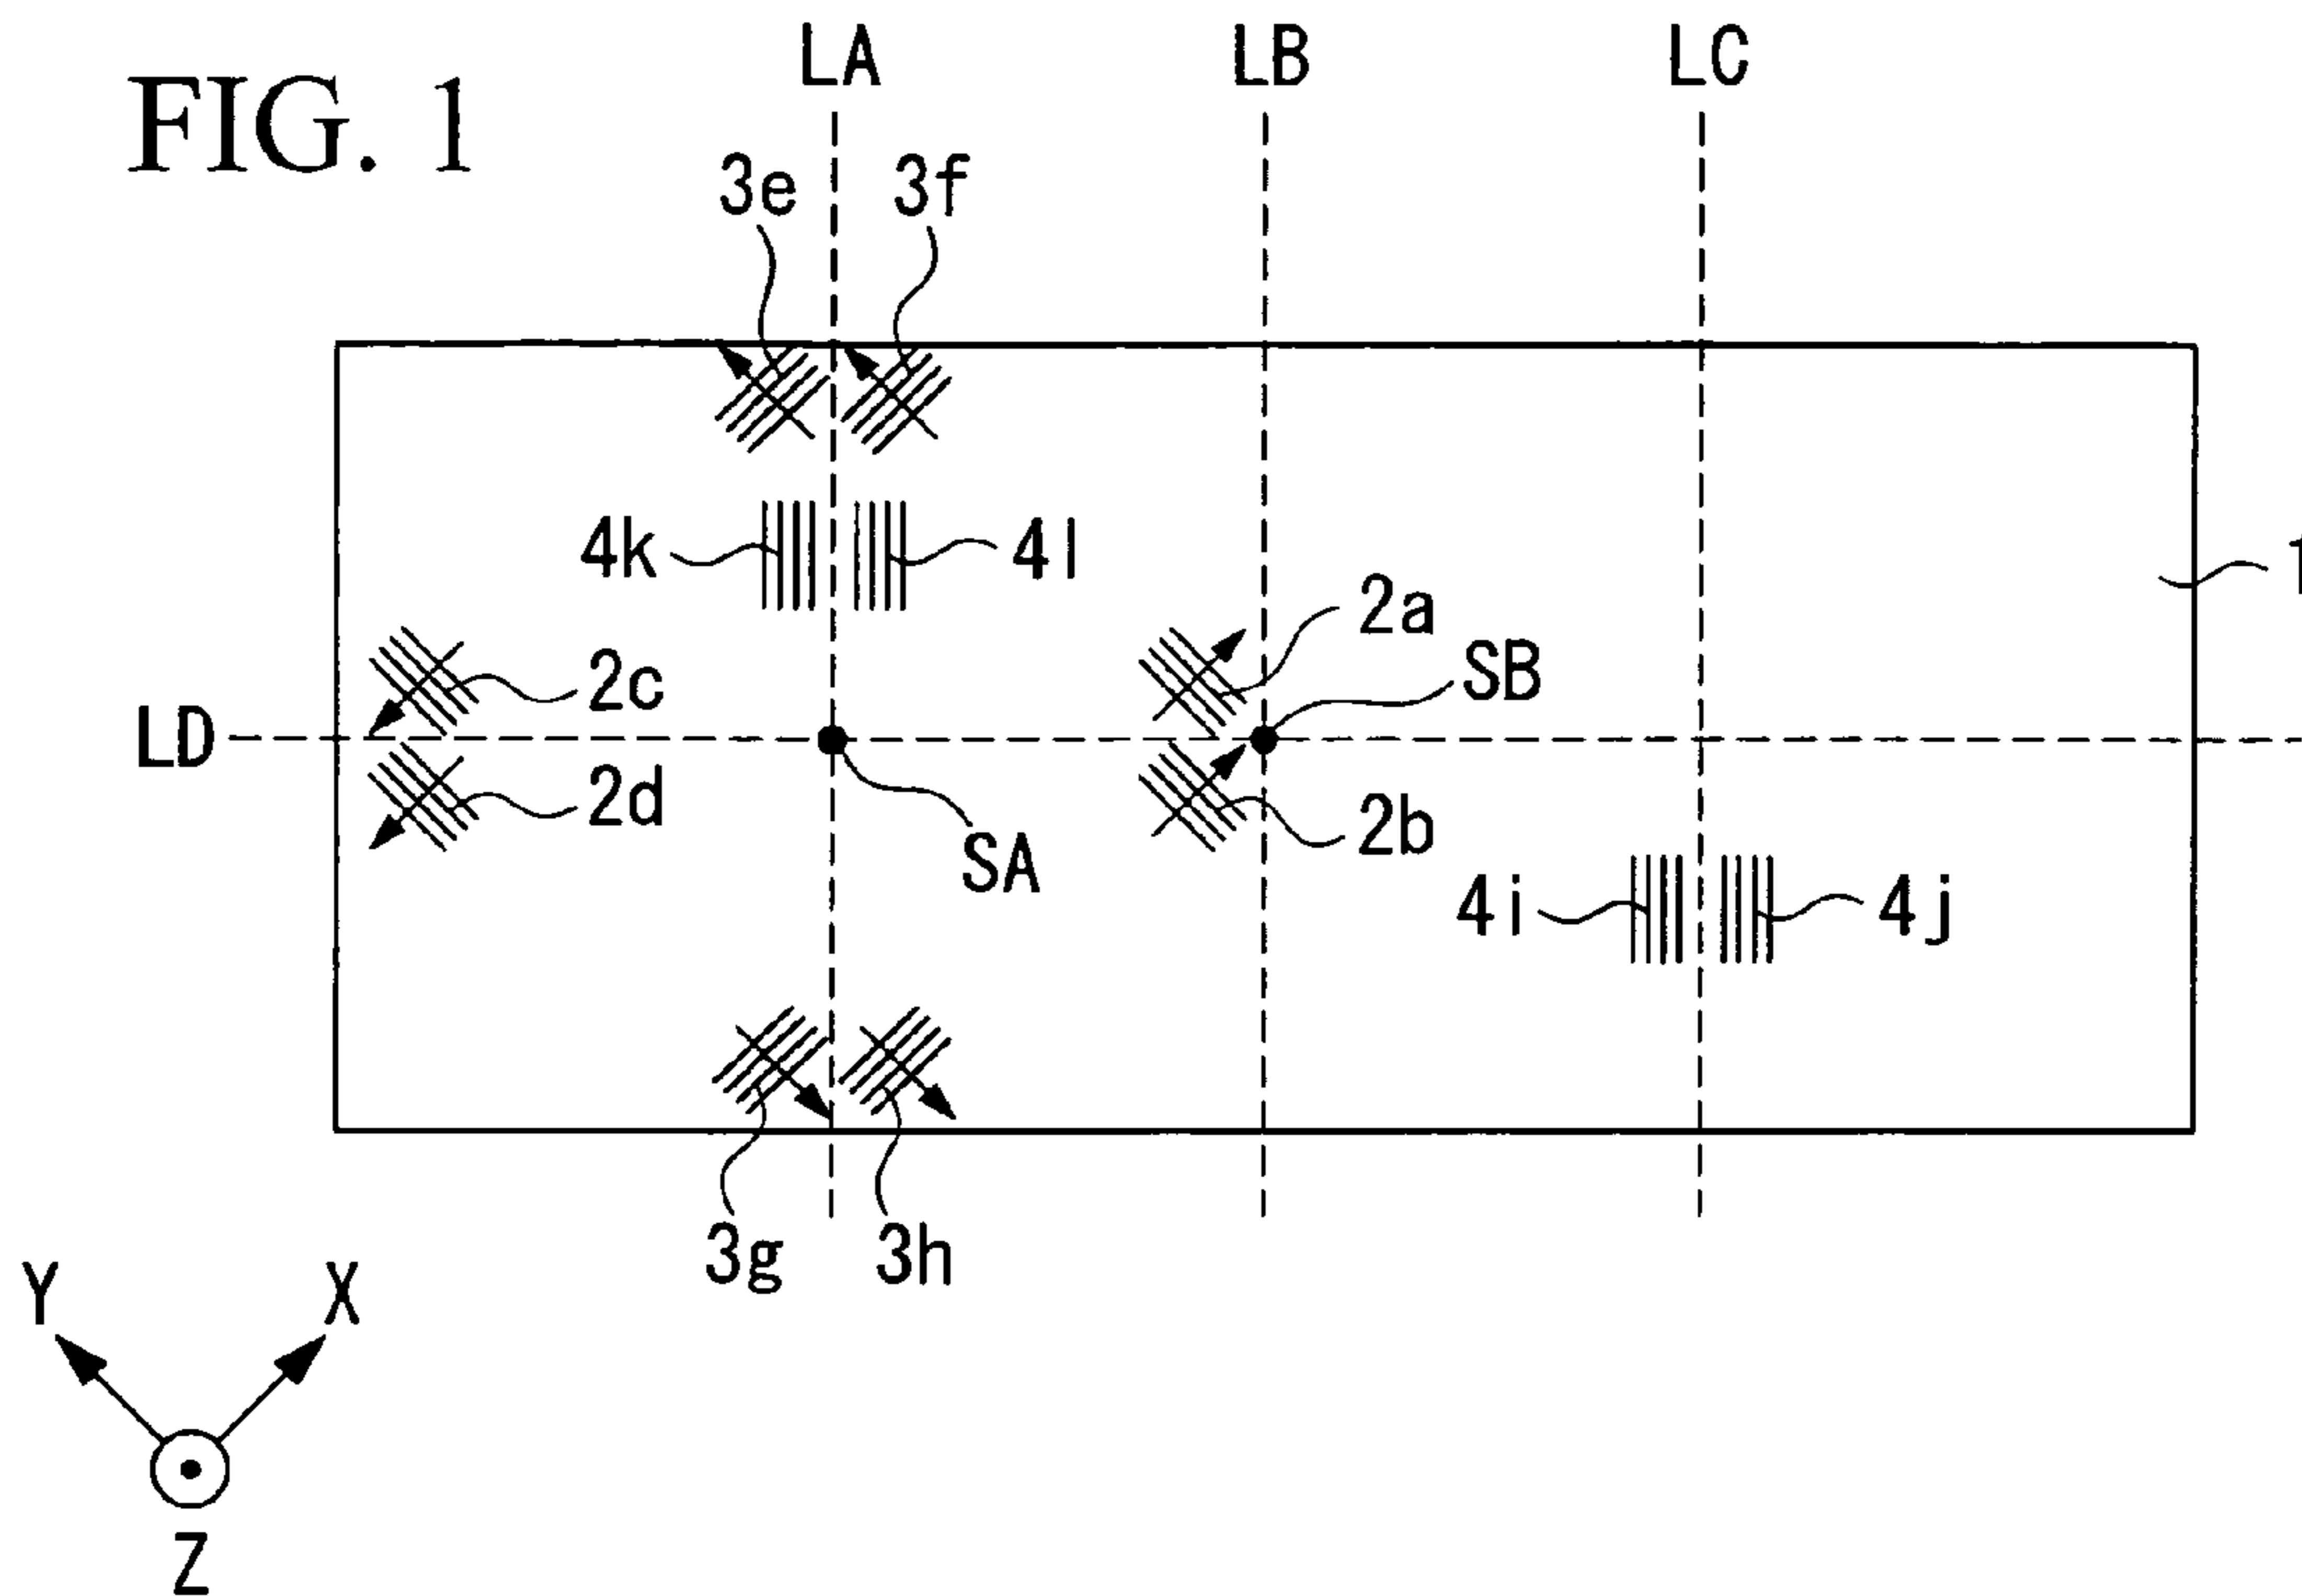 FIG. 1
LA LB LC
3e 3f
4k 4l
1
2a
2c SB
LD
2d 2b
SA
4i 4j
3g 3h
Y X
Z